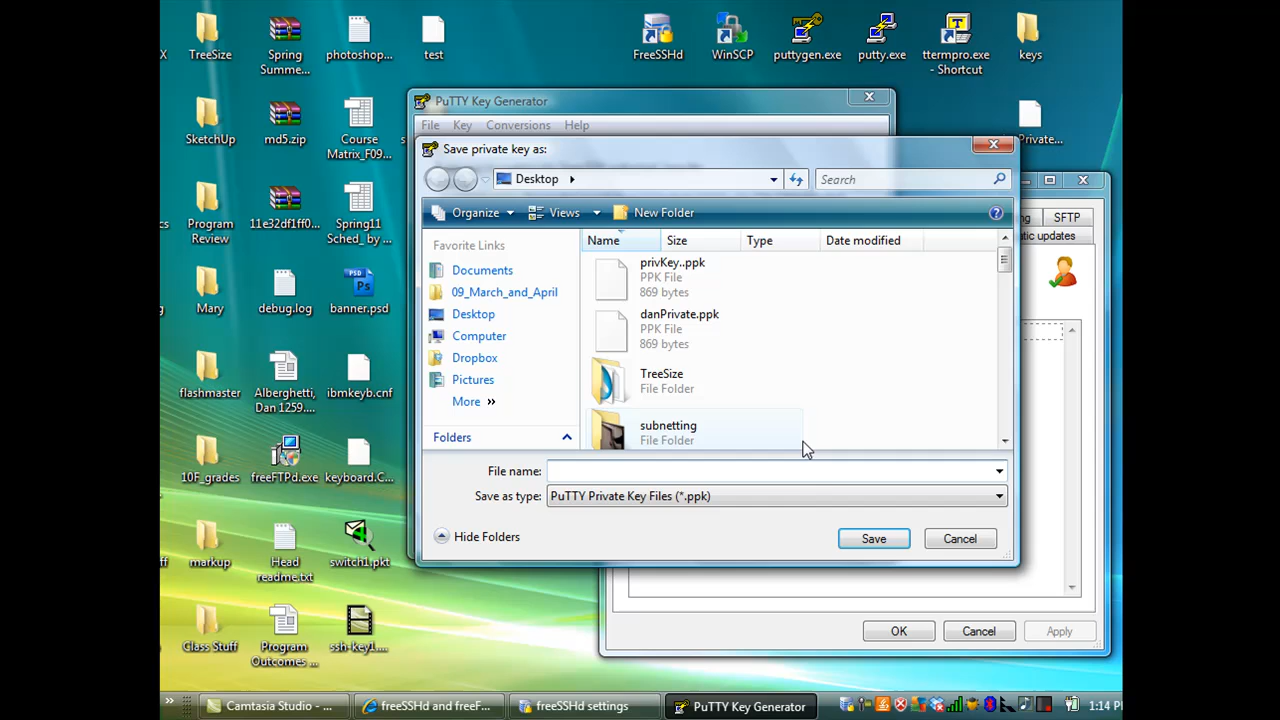 X
TreeSize
Spring
Summe...
photoshop...
test
FreeSSHd
WinSCP
puttygen.exe
putty.exe
ttermpro.exe
- Shortcut
keys
SketchUp
md5.zip
Course
Matrix_F09...
Private...
Program
Review
11e32df1ff0...
Spring11
Sched_ by ...
Mary
debug.log
banner.psd
flashmaster
Alberghetti,
Dan 1259....
ibmkeyb.cnf
10F_grades
freeFTPd.exe
keyboard.C...
markup
Head
readme.txt
switch1.pkt
Class Stuff
Program
Outcomes ...
ssh-key1....
PuTTY Key Generator
File Key Conversions Help
Save private key as:
Desktop
Search
Organize Views New Folder
Favorite Links
Documents
09_March_and_April
Desktop
Computer
Dropbox
Pictures
More »
Folders
Name Size Type Date modified
privKey..ppk
PPK File
869 bytes
danPrivate.ppk
PPK File
869 bytes
TreeSize
File Folder
subnetting
File Folder
File name:
Save as type: PuTTY Private Key Files (*.ppk)
Hide Folders
Save Cancel
SFTP
tic updates
OK Cancel Apply
Camtasia Studio - ...
freeSSHd and freeF...
freeSSHd settings
PuTTY Key Generator
1:14 PM